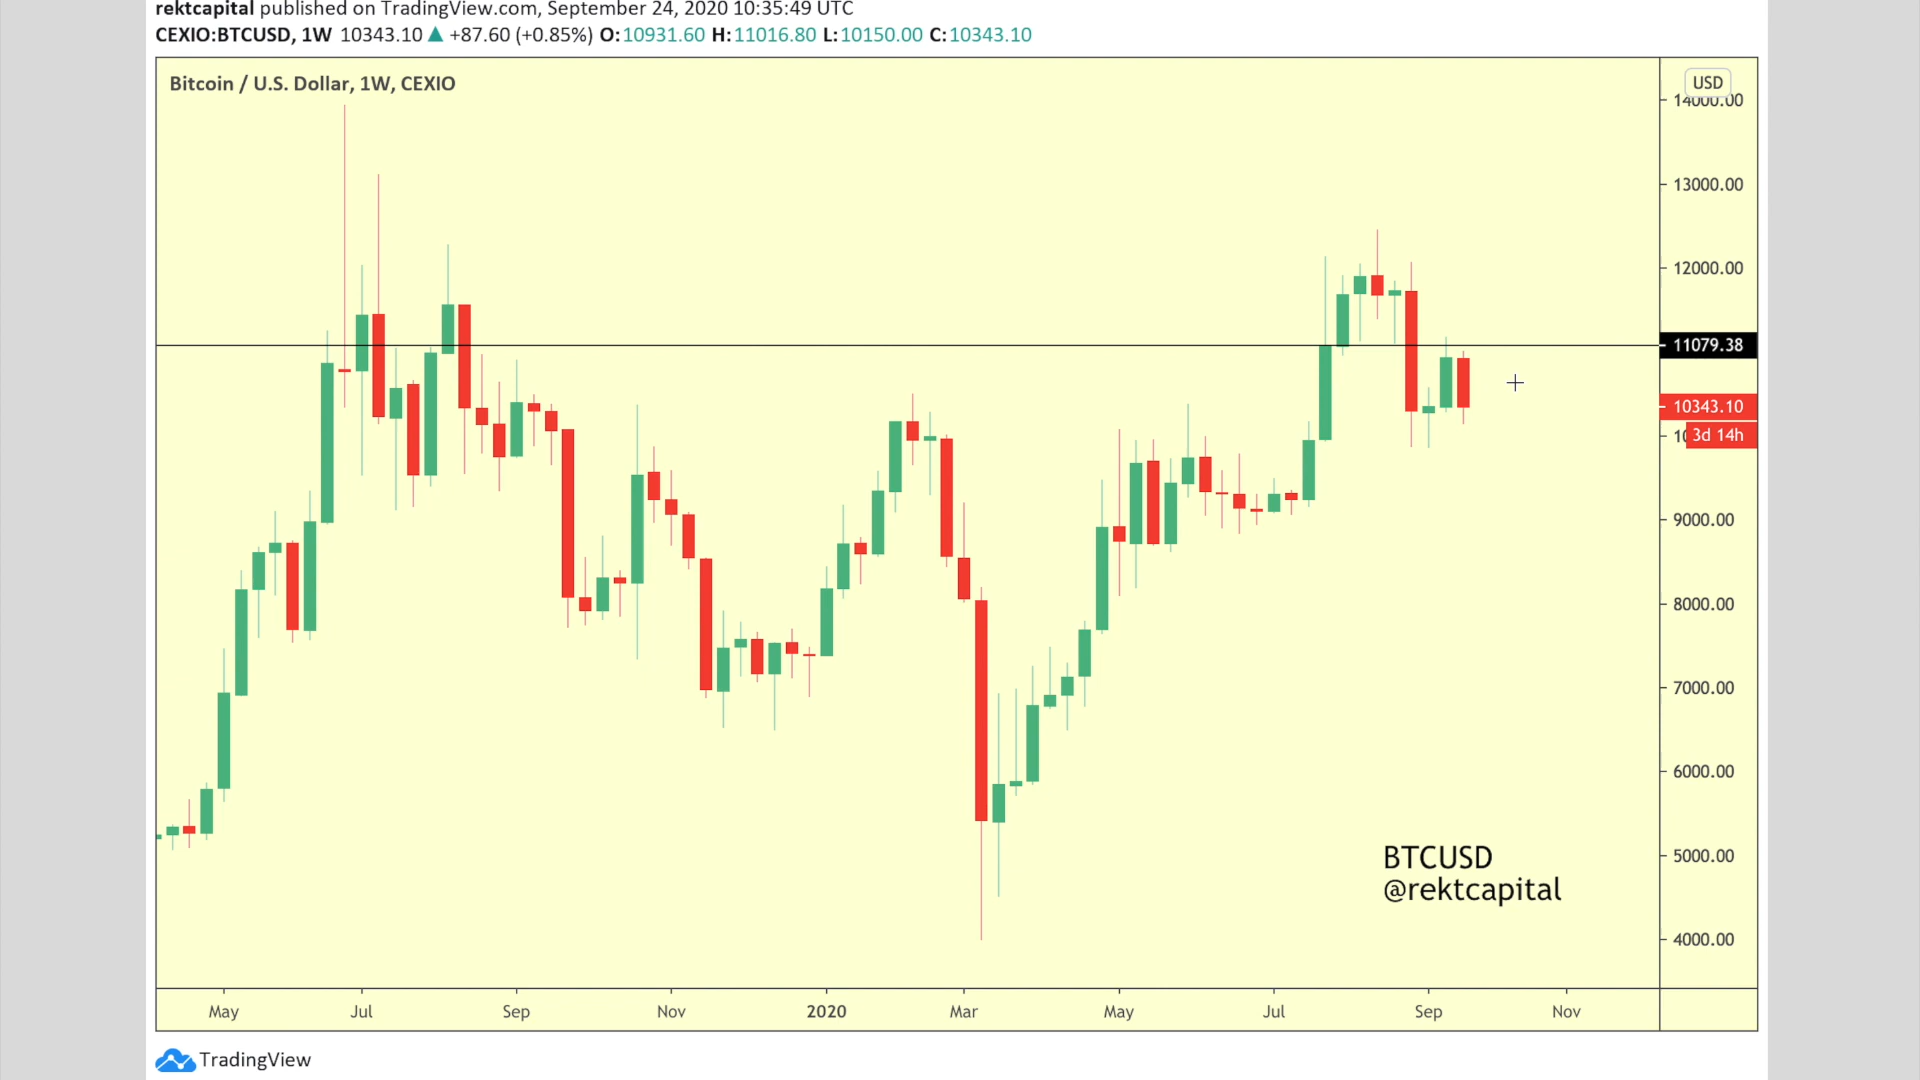 rektcapital published on TradingView.com, September 24, 2020 10:35:49 UTC
CEXIO:BTCUSD, 1W 10343.10 ▲ +87.60 (+0.85%) O:10931.60 H:11016.80 L:10150.00 C:10343.10
Bitcoin / U.S. Dollar, 1W, CEXIO
USD
14000.00
13000.00
12000.00
11079.38
10343.10
3d 14h
9000.00
8000.00
7000.00
6000.00
5000.00
4000.00
BTCUSD
@rektcapital
May Jul Sep Nov 2020 Mar May Jul Sep Nov
TradingView